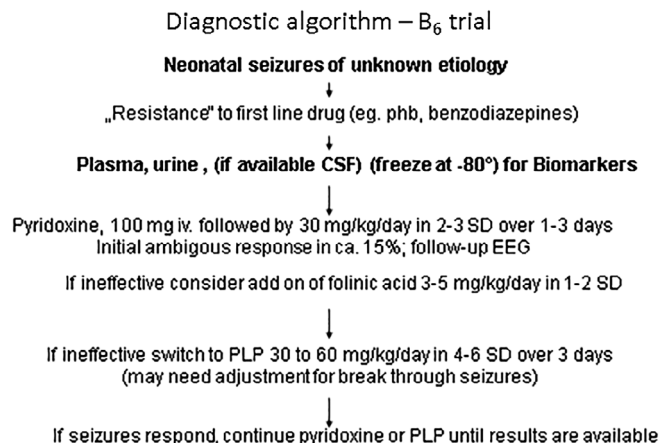 Diagnostic algorithm – B₆ trial
Neonatal seizures of unknown etiology
„Resistance" to first line drug (eg. phb, benzodiazepines)
Plasma, urine , (if available CSF) (freeze at -80°) for Biomarkers
Pyridoxine, 100 mg iv. followed by 30 mg/kg/day in 2-3 SD over 1-3 days
Initial ambigous response in ca. 15%; follow-up EEG
If ineffective consider add on of folinic acid 3-5 mg/kg/day in 1-2 SD
If ineffective switch to PLP 30 to 60 mg/kg/day in 4-6 SD over 3 days
(may need adjustment for break through seizures)
If seizures respond, continue pyridoxine or PLP until results are available